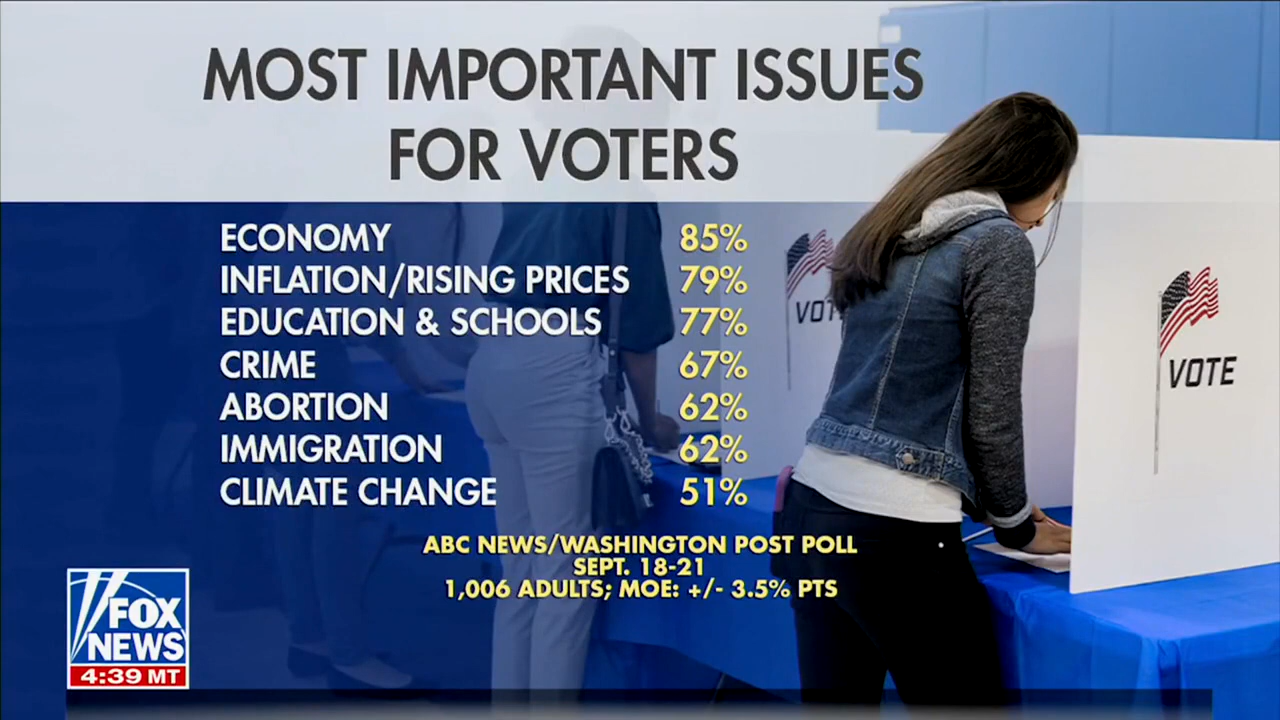 MOST IMPORTANT ISSUES
FOR VOTERS
ECONOMY 85%
INFLATION/RISING PRICES 79%
EDUCATION & SCHOOLS 77%
CRIME 67%
ABORTION 62%
IMMIGRATION 62%
CLIMATE CHANGE 51%
ABC NEWS/WASHINGTON POST POLL
SEPT. 18-21
1,006 ADULTS; MOE: +/- 3.5% PTS
VOT
VOTE
FOX
NEWS
4:39 MT